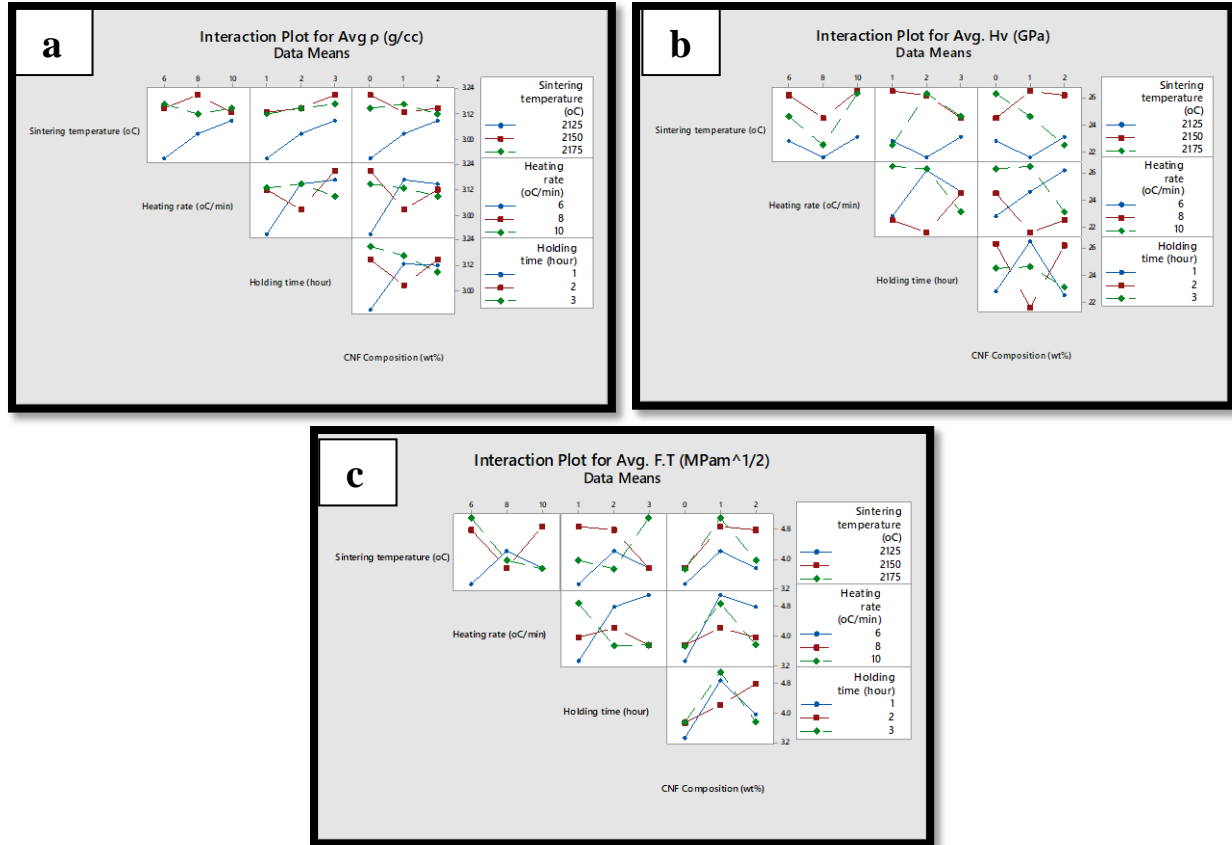 a
Interaction Plot for Avg ρ (g/cc)
Data Means
6 8 10 1 2 3 0 1 2
Sintering temperature (oC)
3.24
3.12
3.00
Sintering
temperature
(oC)
2125
2150
2175
Heating rate (oC/min)
3.24
3.12
3.00
Heating
rate
(oC/min)
6
8
10
Holding time (hour)
3.24
3.12
3.00
Holding
time (hour)
1
2
3
CNF Composition (wt%)
b
Interaction Plot for Avg. Hv (GPa)
Data Means
6 8 10 1 2 3 0 1 2
Sintering temperature (oC)
26
24
22
Sintering
temperature
(oC)
2125
2150
2175
Heating rate (oC/min)
26
24
22
Heating
rate
(oC/min)
6
8
10
Holding time (hour)
26
24
22
Holding
time (hour)
1
2
3
CNF Composition (wt%)
c
Interaction Plot for Avg. F.T (MPam^1/2)
Data Means
6 8 10 1 2 3 0 1 2
Sintering temperature (oC)
4.8
4.0
3.2
Sintering
temperature
(oC)
2125
2150
2175
Heating rate (oC/min)
4.8
4.0
3.2
Heating
rate
(oC/min)
6
8
10
Holding time (hour)
4.8
4.0
3.2
Holding
time (hour)
1
2
3
CNF Composition (wt%)